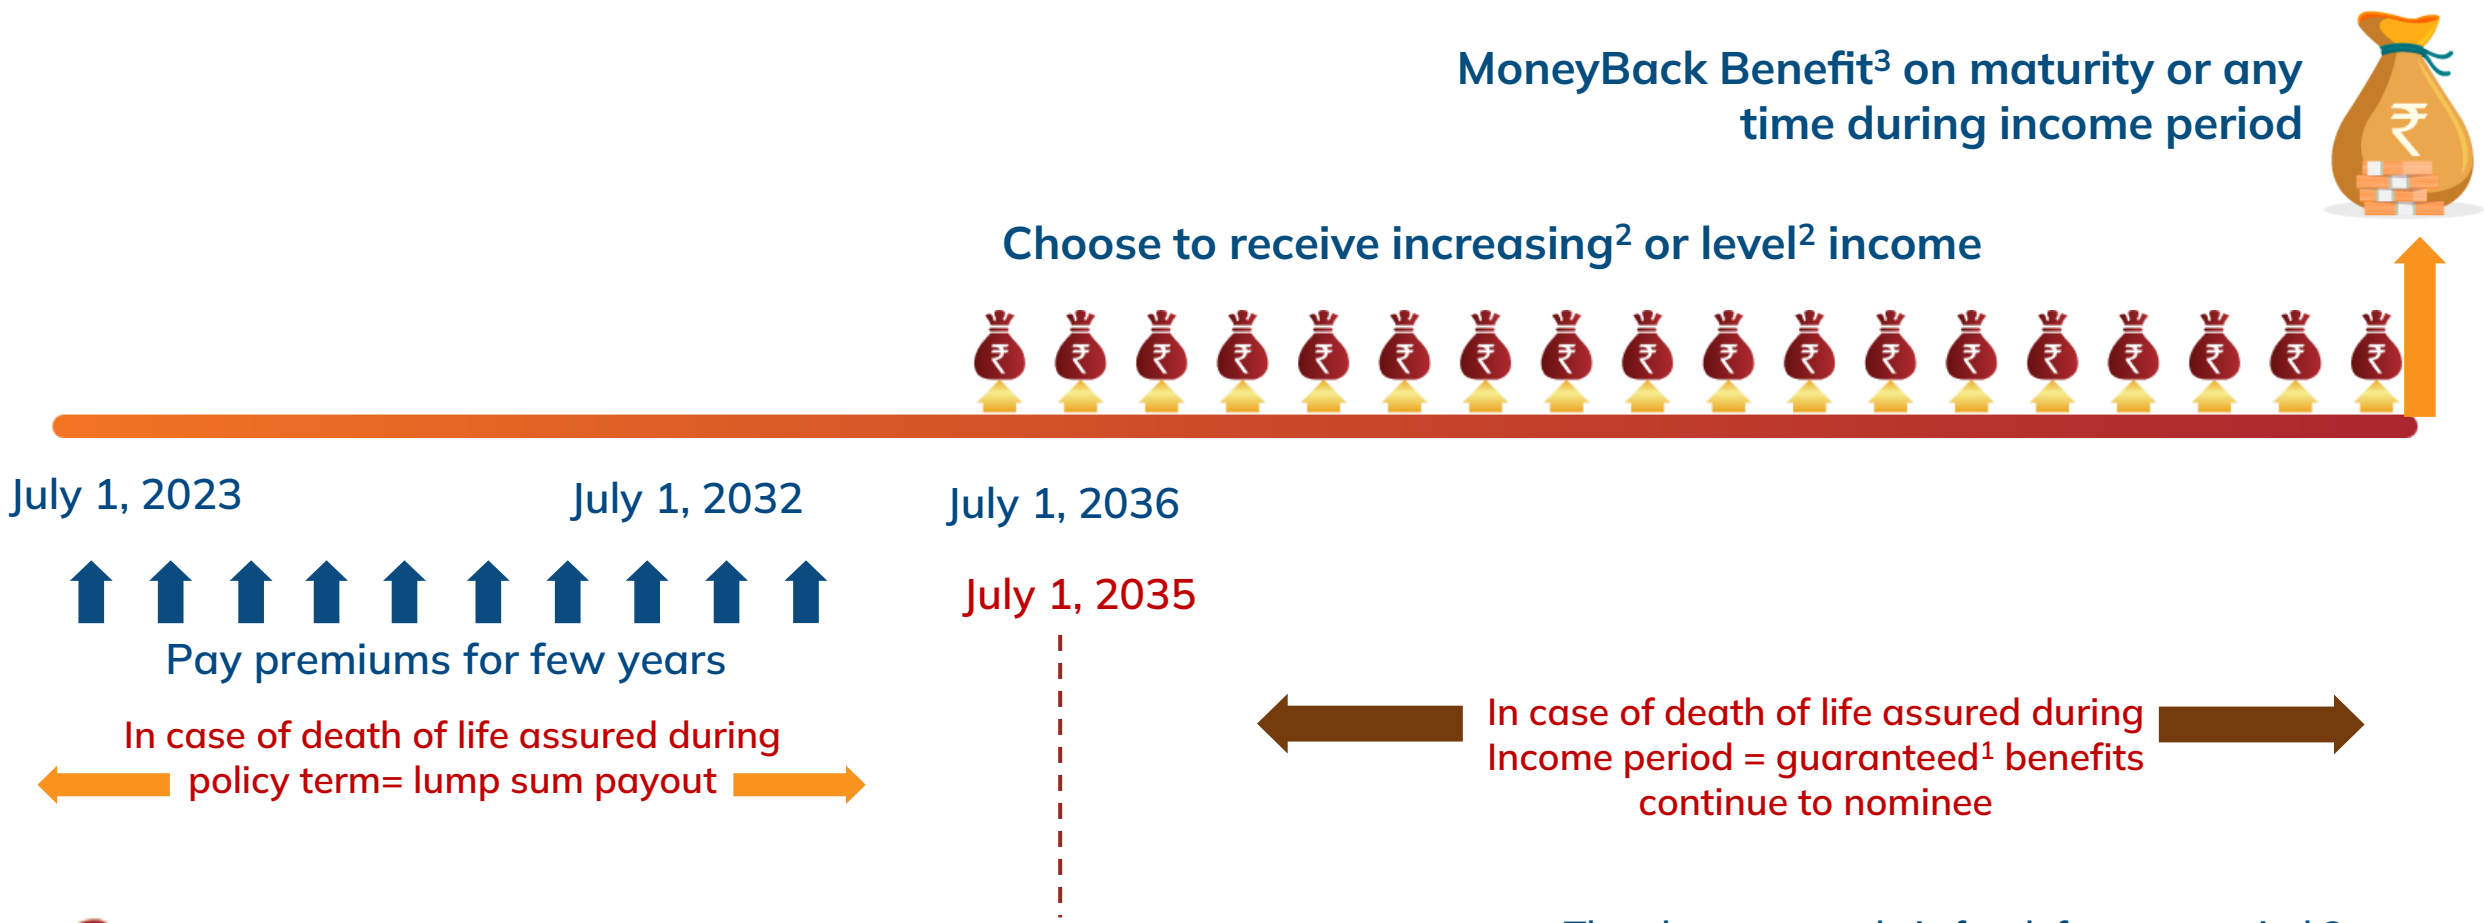 MoneyBack Benefit³ on maturity or any
time during income period
Choose to receive increasing² or level² income
₹
₹ ₹ ₹ ₹ ₹ ₹ ₹ ₹ ₹ ₹ ₹ ₹ ₹ ₹ ₹ ₹ ₹ ₹
July 1, 2023
July 1, 2032
July 1, 2036
July 1, 2035
Pay premiums for few years
In case of death of life assured during
policy term= lump sum payout
In case of death of life assured during
Income period = guaranteed¹ benefits
continue to nominee